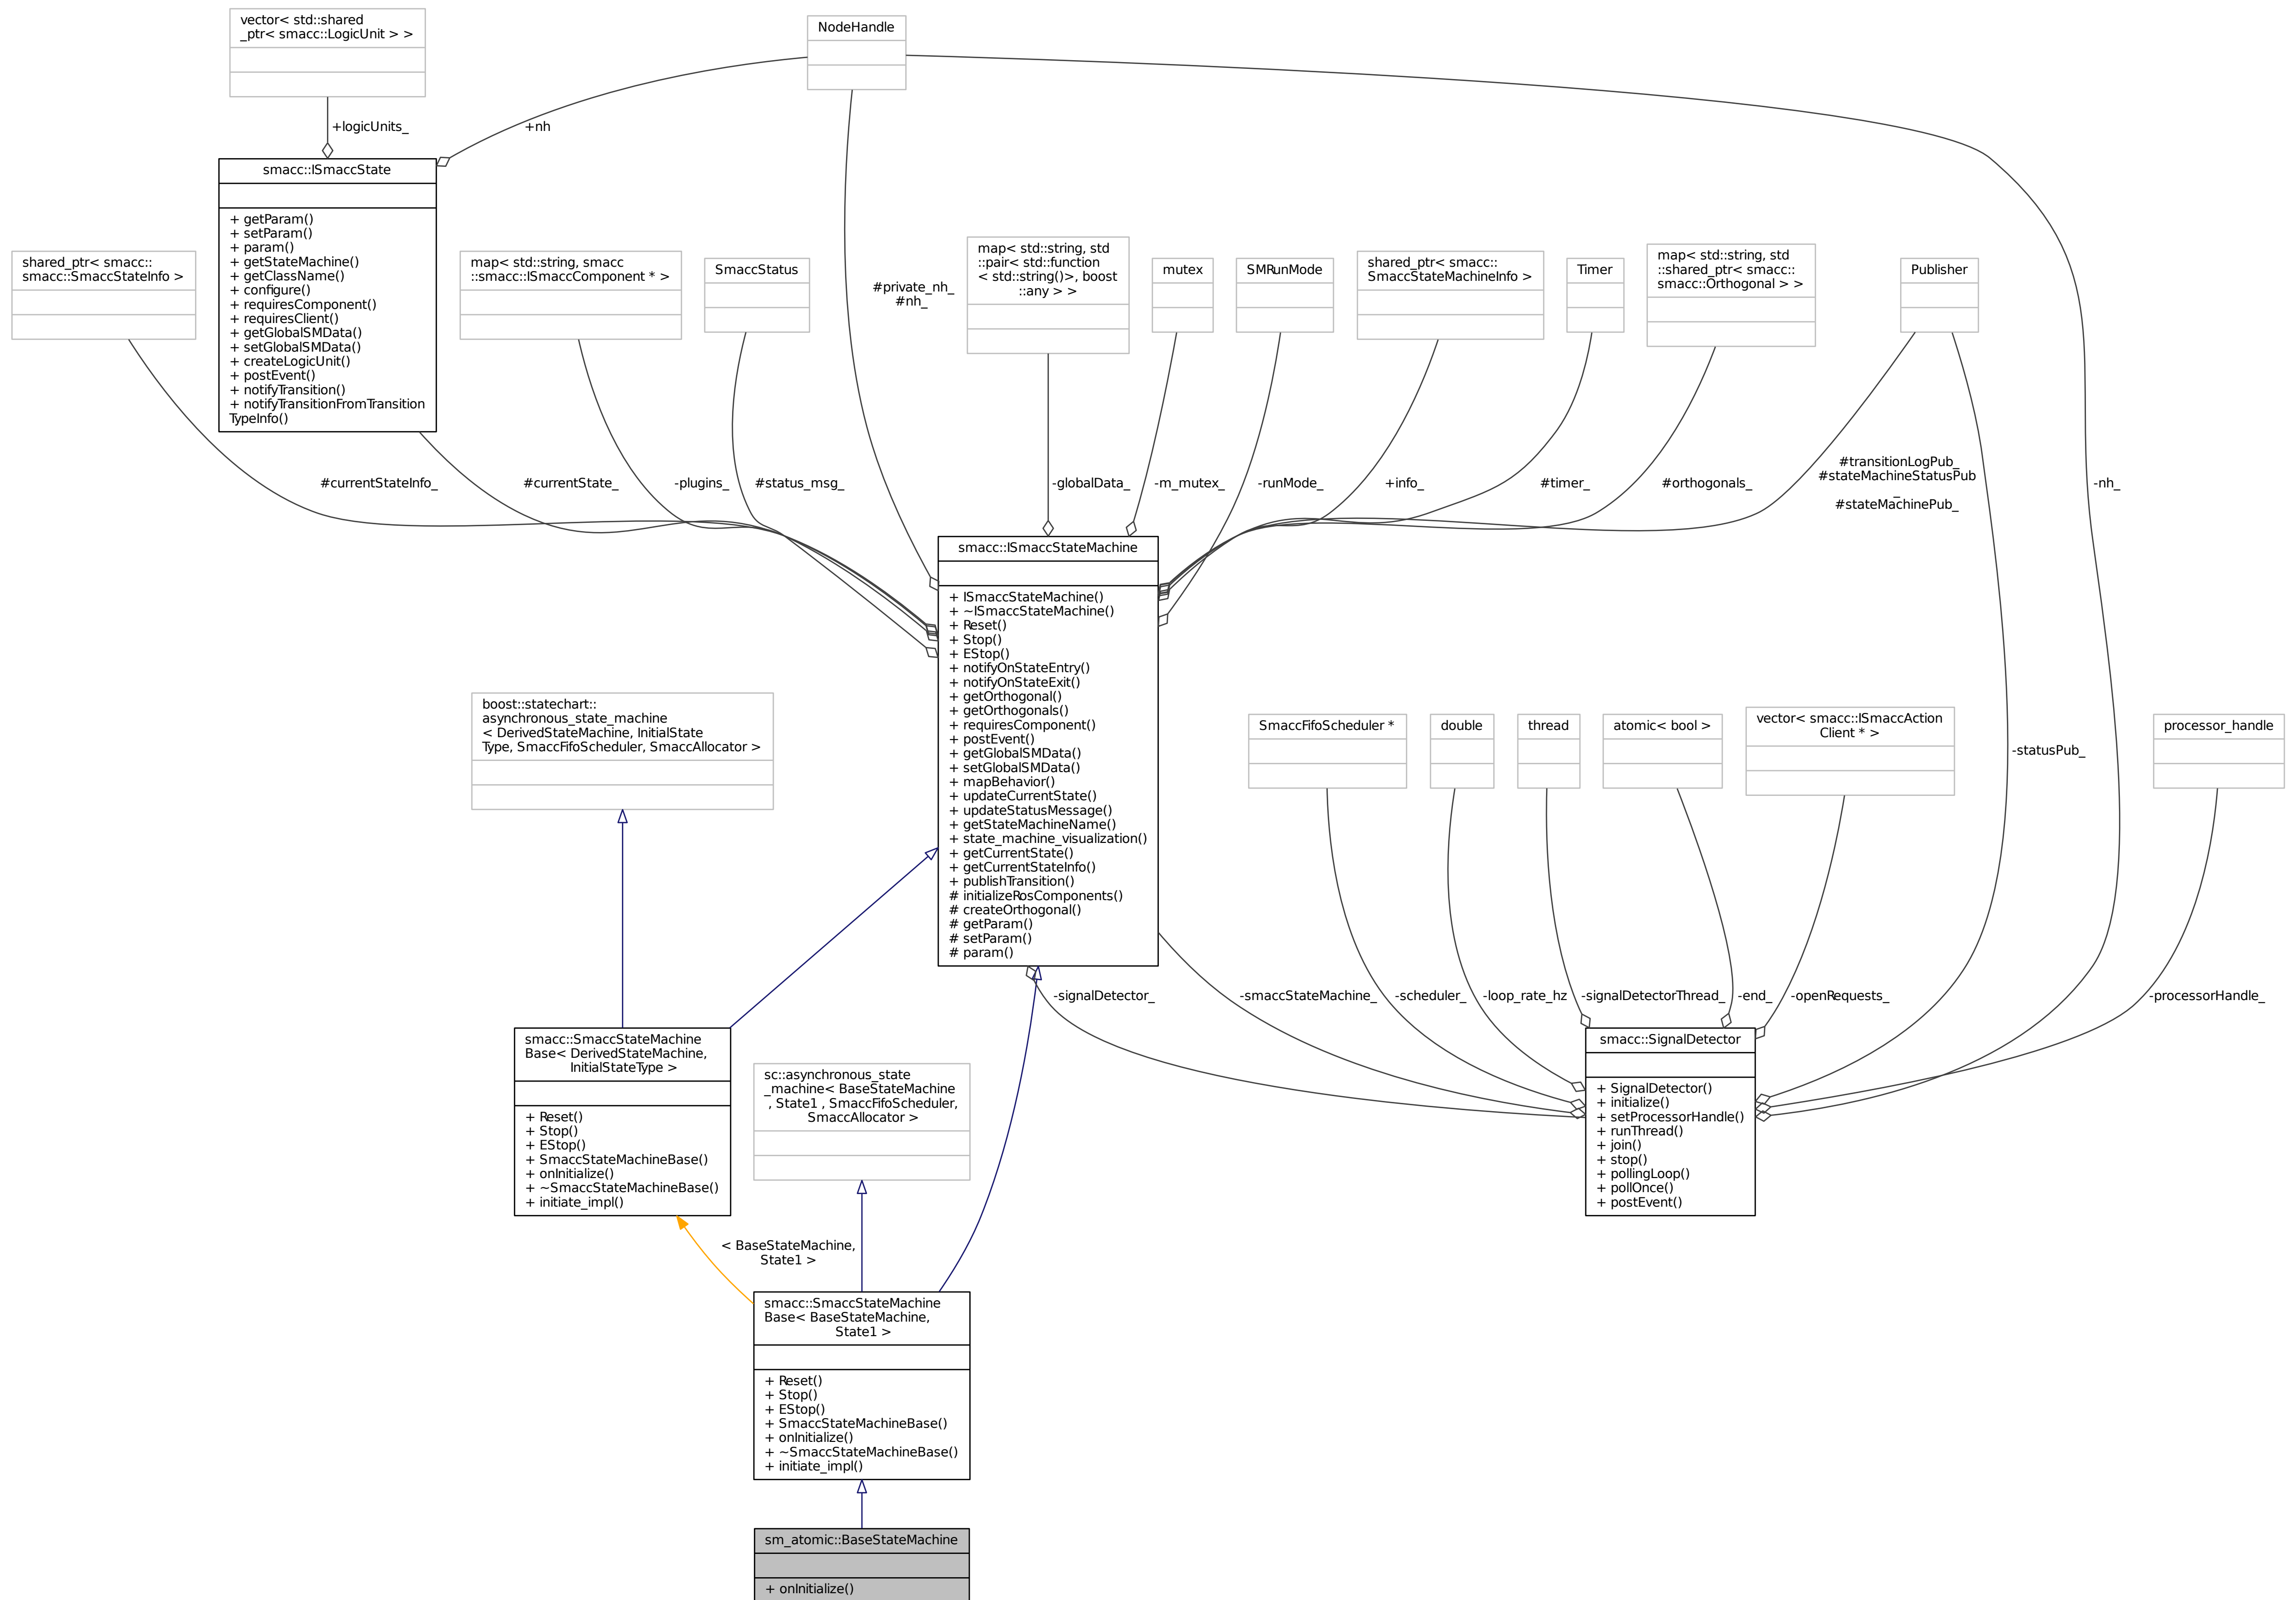 vector< std::shared
_ptr< smacc::LogicUnit > >
NodeHandle
+logicUnits_
+nh
smacc::ISmaccState
+ getParam()
+ setParam()
+ param()
+ getStateMachine()
+ getClassName()
+ configure()
+ requiresComponent()
+ requiresClient()
+ getGlobalSMData()
+ setGlobalSMData()
+ createLogicUnit()
+ postEvent()
+ notifyTransition()
+ notifyTransitionFromTransition
TypeInfo()
shared_ptr< smacc::
smacc::SmaccStateInfo >
map< std::string, smacc
::smacc::ISmaccComponent * >
SmaccStatus
#private_nh_
#nh_
map< std::string, std
::pair< std::function
< std::string()>, boost
::any > >
mutex
SMRunMode
shared_ptr< smacc::
SmaccStateMachineInfo >
Timer
map< std::string, std
::shared_ptr< smacc::
smacc::Orthogonal > >
Publisher
#currentStateInfo_
#currentState_
-plugins_
#status_msg_
-globalData_
-m_mutex_
-runMode_
+info_
#timer_
#orthogonals_
#transitionLogPub_
#stateMachineStatusPub
_
#stateMachinePub_
-nh_
smacc::ISmaccStateMachine
+ ISmaccStateMachine()
+ ~ISmaccStateMachine()
+ Reset()
+ Stop()
+ EStop()
+ notifyOnStateEntry()
+ notifyOnStateExit()
+ getOrthogonal()
+ getOrthogonals()
+ requiresComponent()
+ postEvent()
+ getGlobalSMData()
+ setGlobalSMData()
+ mapBehavior()
+ updateCurrentState()
+ updateStatusMessage()
+ getStateMachineName()
+ state_machine_visualization()
+ getCurrentState()
+ getCurrentStateInfo()
+ publishTransition()
# initializeRosComponents()
# createOrthogonal()
# getParam()
# setParam()
# param()
boost::statechart::
asynchronous_state_machine
< DerivedStateMachine, InitialState
Type, SmaccFifoScheduler, SmaccAllocator >
SmaccFifoScheduler *
double
thread
atomic< bool >
vector< smacc::ISmaccAction
Client * >
-statusPub_
processor_handle
-signalDetector_
-smaccStateMachine_
-scheduler_
-loop_rate_hz
-signalDetectorThread_
-end_
-openRequests_
-processorHandle_
smacc::SmaccStateMachine
Base< DerivedStateMachine,
InitialStateType >
+ Reset()
+ Stop()
+ EStop()
+ SmaccStateMachineBase()
+ onInitialize()
+ ~SmaccStateMachineBase()
+ initiate_impl()
sc::asynchronous_state
_machine< BaseStateMachine
, State1 , SmaccFifoScheduler,
SmaccAllocator >
smacc::SignalDetector
+ SignalDetector()
+ initialize()
+ setProcessorHandle()
+ runThread()
+ join()
+ stop()
+ pollingLoop()
+ pollOnce()
+ postEvent()
< BaseStateMachine,
State1 >
smacc::SmaccStateMachine
Base< BaseStateMachine,
State1 >
+ Reset()
+ Stop()
+ EStop()
+ SmaccStateMachineBase()
+ onInitialize()
+ ~SmaccStateMachineBase()
+ initiate_impl()
sm_atomic::BaseStateMachine
+ onInitialize()